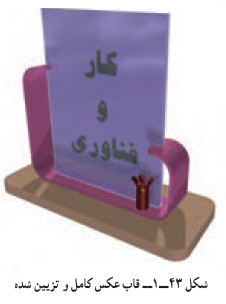 کار
و
فناوری
شکل ۴۳ــ۱ــ قاب عکس کامل و تزیین شده